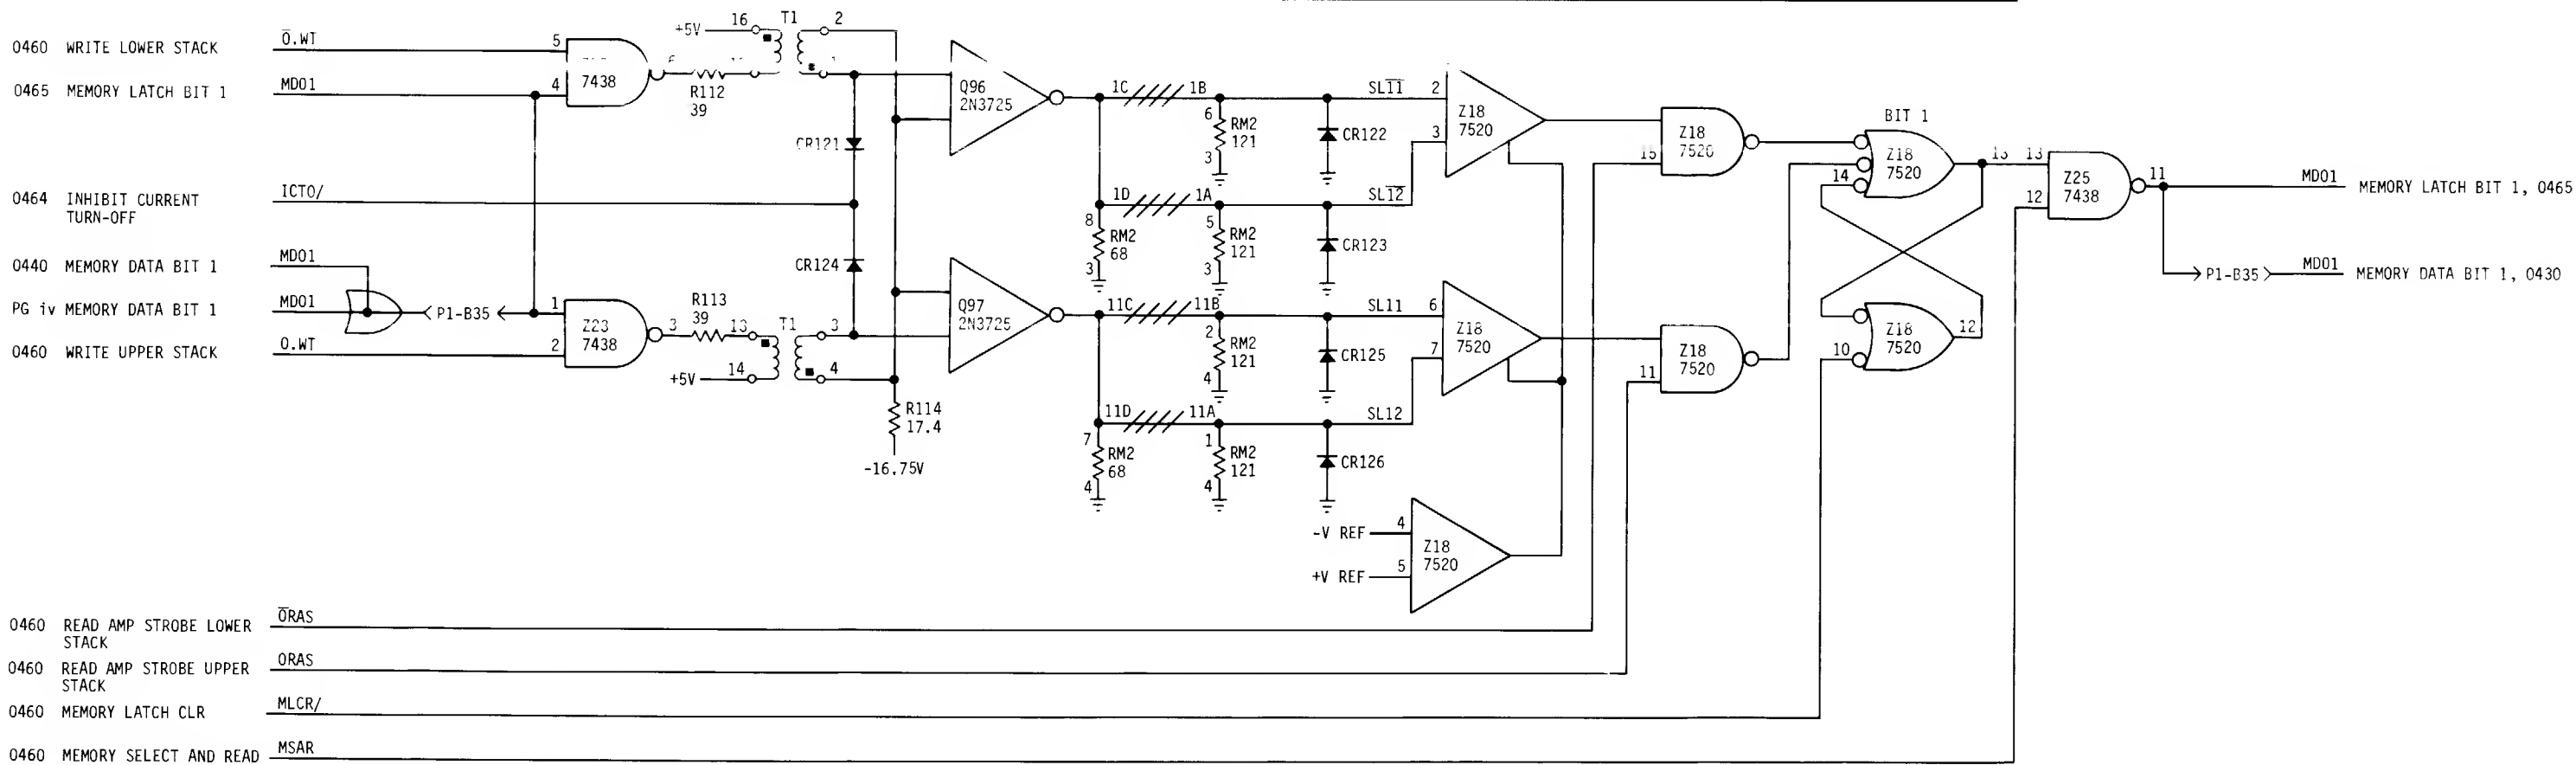 0460 WRITE LOWER STACK O̅.WT
0465 MEMORY LATCH BIT 1 MD01
0464 INHIBIT CURRENT TURN-OFF ICTO/
0440 MEMORY DATA BIT 1 MD01
PG iv MEMORY DATA BIT 1 MD01
0460 WRITE UPPER STACK O.WT
P1-B35
5
4
7438
R112
39
+5V
16
T1
2
1
2
Z23
7438
3
R113
39
13
T1
3
+5V
14
4
CR121
CR124
R114
17.4
-16.75V
Q96
2N3725
Q97
2N3725
1C
1B
6
RM2
121
3
CR122
SL1̅1̅
1D
1A
8
RM2
68
3
5
RM2
121
3
CR123
SL1̅2̅
11C
11B
2
RM2
121
4
CR125
SL11
11D
11A
7
RM2
68
4
1
RM2
121
4
CR126
SL12
2
3
Z18
7520
6
7
Z18
7520
-V REF
4
+V REF
5
Z18
7520
15
Z18
7520
11
Z18
7520
BIT 1
14
Z18
7520
13
10
Z18
7520
12
13
12
Z25
7438
11
MD01 MEMORY LATCH BIT 1, 0465
P1-B35 MD01 MEMORY DATA BIT 1, 0430
0460 READ AMP STROBE LOWER STACK O̅RAS
0460 READ AMP STROBE UPPER STACK ORAS
0460 MEMORY LATCH CLR MLCR/
0460 MEMORY SELECT AND READ MSAR